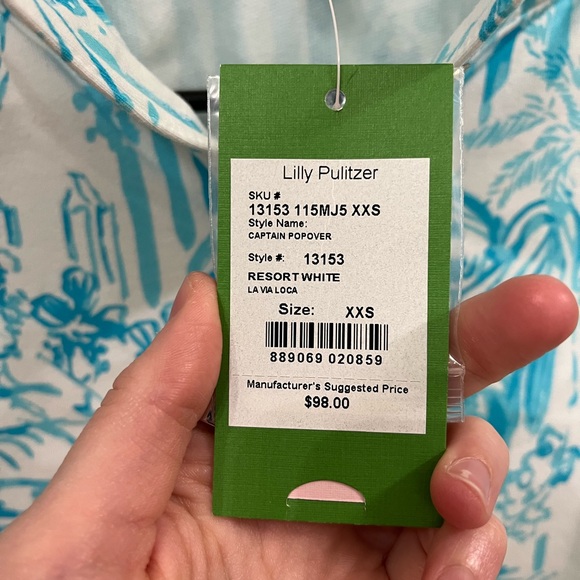 Lilly Pulitzer
SKU #
13153 115MJ5 XXS
Style Name:
CAPTAIN POPOVER
Style #: 13153
RESORT WHITE
LA VIA LOCA
Size: XXS
889069 020859
Manufacturer's Suggested Price
$98.00